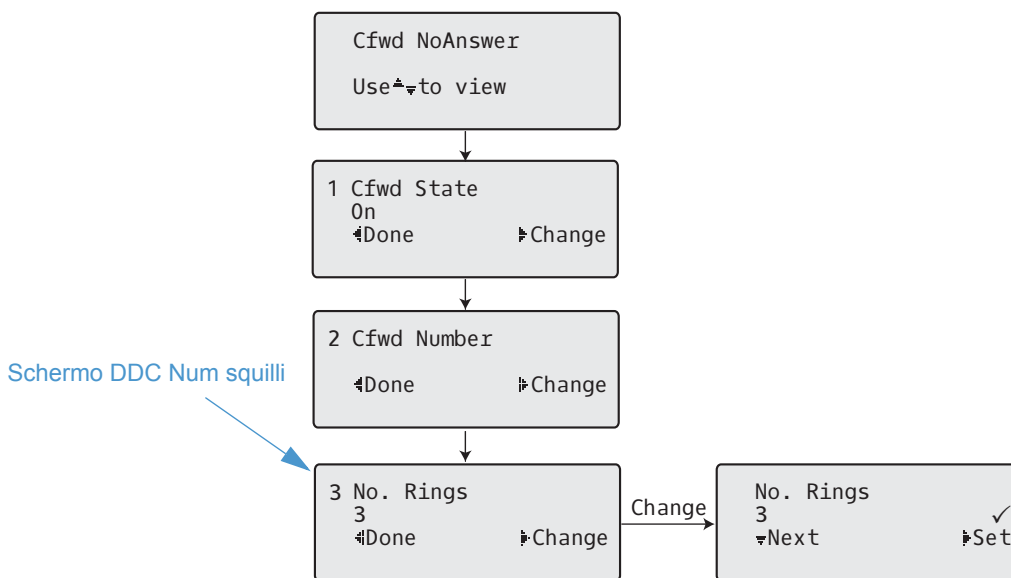 Cfwd NoAnswer
Use▲▼to view
1 Cfwd State
On
◀Done ▶Change
2 Cfwd Number
◀Done ▶Change
Schermo DDC Num squilli
3 No. Rings
3
◀Done ▶Change
Change
No. Rings
3 ✓
▼Next ▶Set